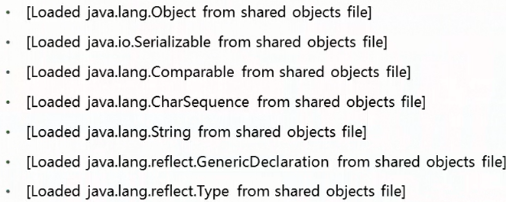 • [Loaded java.lang.Object from shared objects file]
• [Loaded java.io.Serializable from shared objects file]
• [Loaded java.lang.Comparable from shared objects file]
• [Loaded java.lang.CharSequence from shared objects file]
• [Loaded java.lang.String from shared objects file]
• [Loaded java.lang.reflect.GenericDeclaration from shared objects file]
• [Loaded java.lang.reflect.Type from shared objects file]